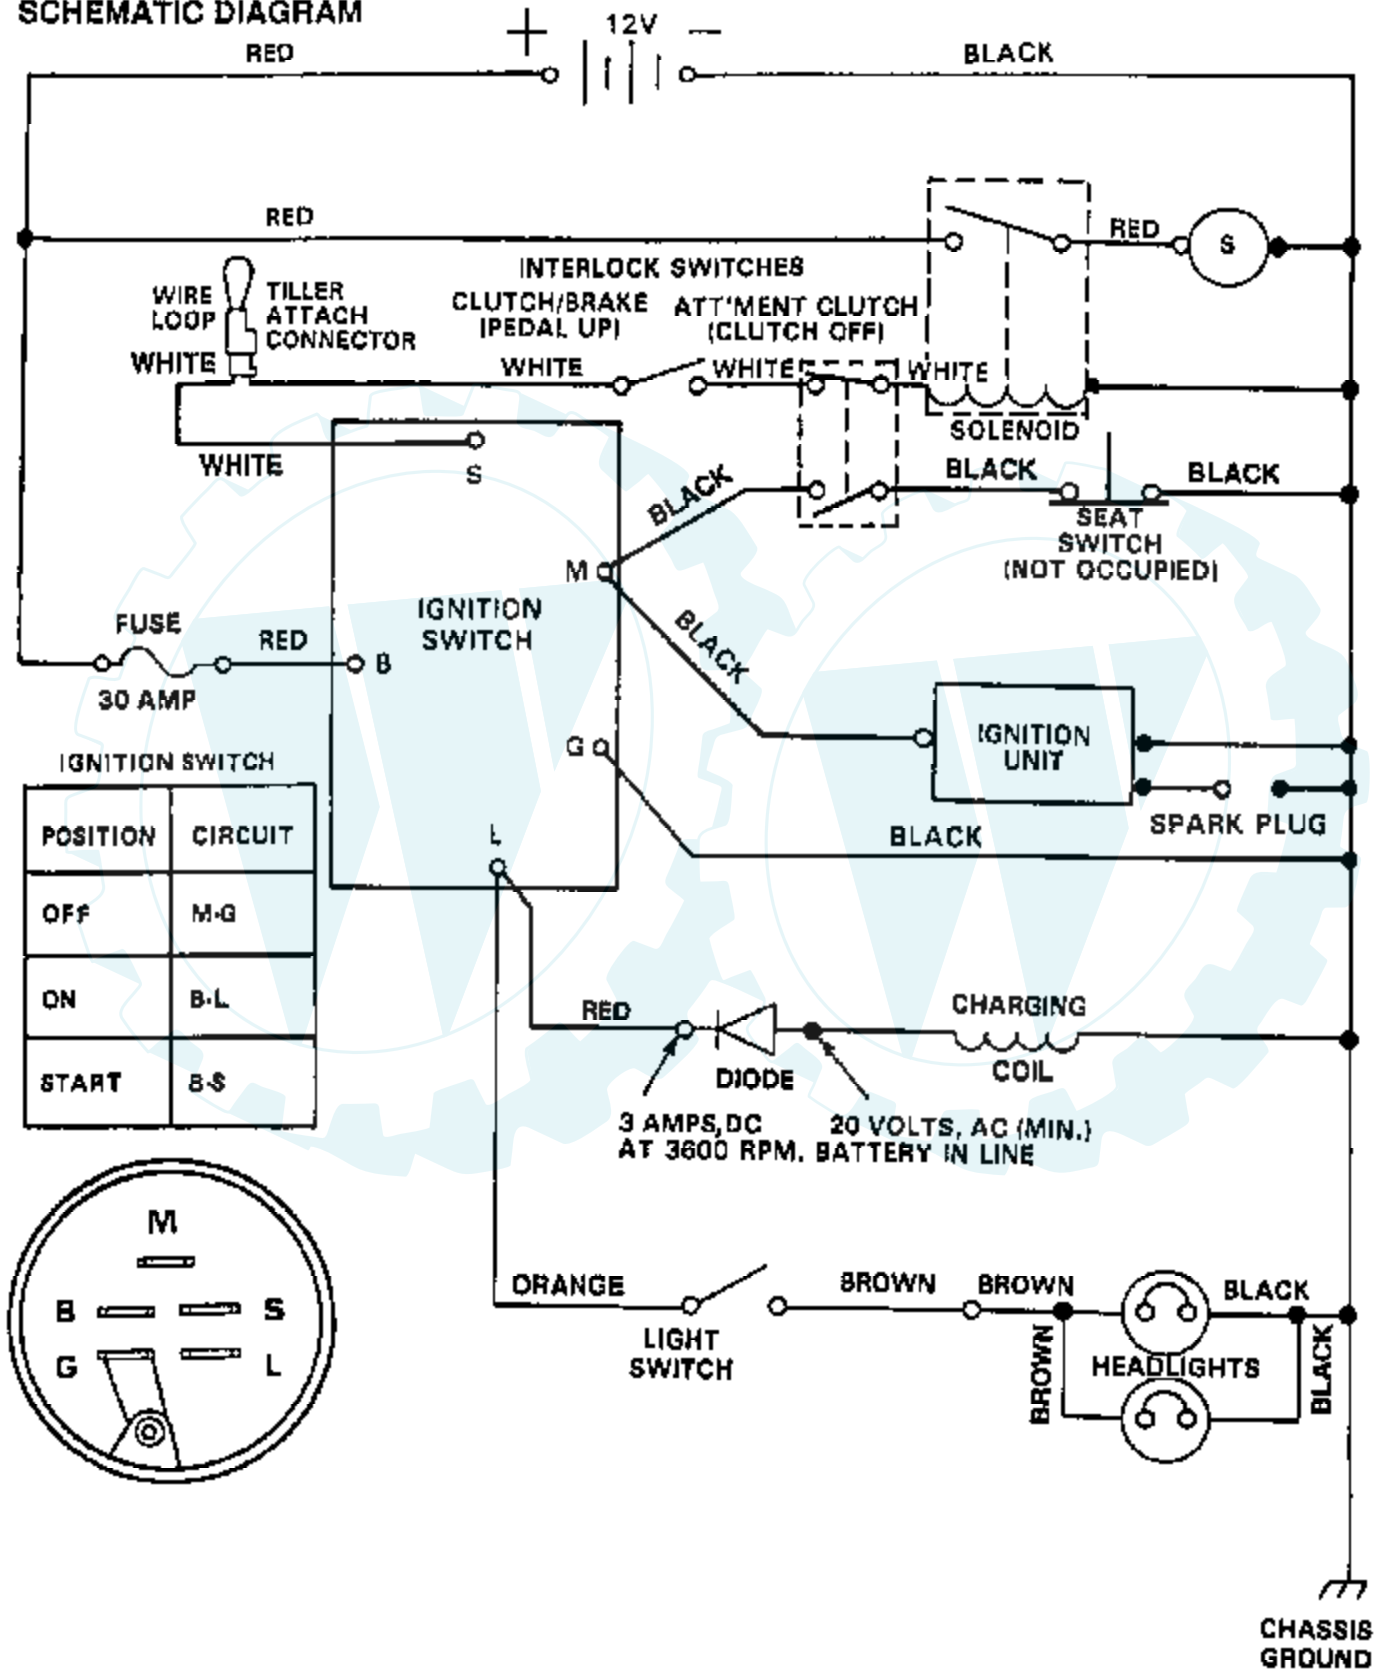 SCHEMATIC DIAGRAM
RED
+ 12V −
BLACK
RED
RED
S
INTERLOCK SWITCHES
WIRE
LOOP
TILLER
ATTACH
CONNECTOR
CLUTCH/BRAKE
(PEDAL UP)
ATT'MENT CLUTCH
(CLUTCH OFF)
WHITE
WHITE
WHITE
WHITE
SOLENOID
WHITE
S
BLACK
BLACK
BLACK
SEAT
SWITCH
(NOT OCCUPIED)
M
IGNITION
SWITCH
BLACK
FUSE
RED
B
30 AMP
G
IGNITION
UNIT
SPARK PLUG
BLACK
L
IGNITION SWITCH
POSITION CIRCUIT
OFF M-G
ON B-L
START B-S
RED
CHARGING
COIL
DIODE
3 AMPS, DC
AT 3600 RPM.
20 VOLTS, AC (MIN.)
BATTERY IN LINE
M
B S
G L
ORANGE
LIGHT
SWITCH
BROWN
BROWN
BLACK
BROWN
HEADLIGHTS
BLACK
CHASSIS
GROUND